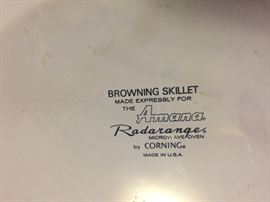 BROWNING SKILLET
MADE EXPRESSLY FOR
THE Amana®
Radarange®
MICROWAVE OVEN
by CORNING®
MADE IN U.S.A.